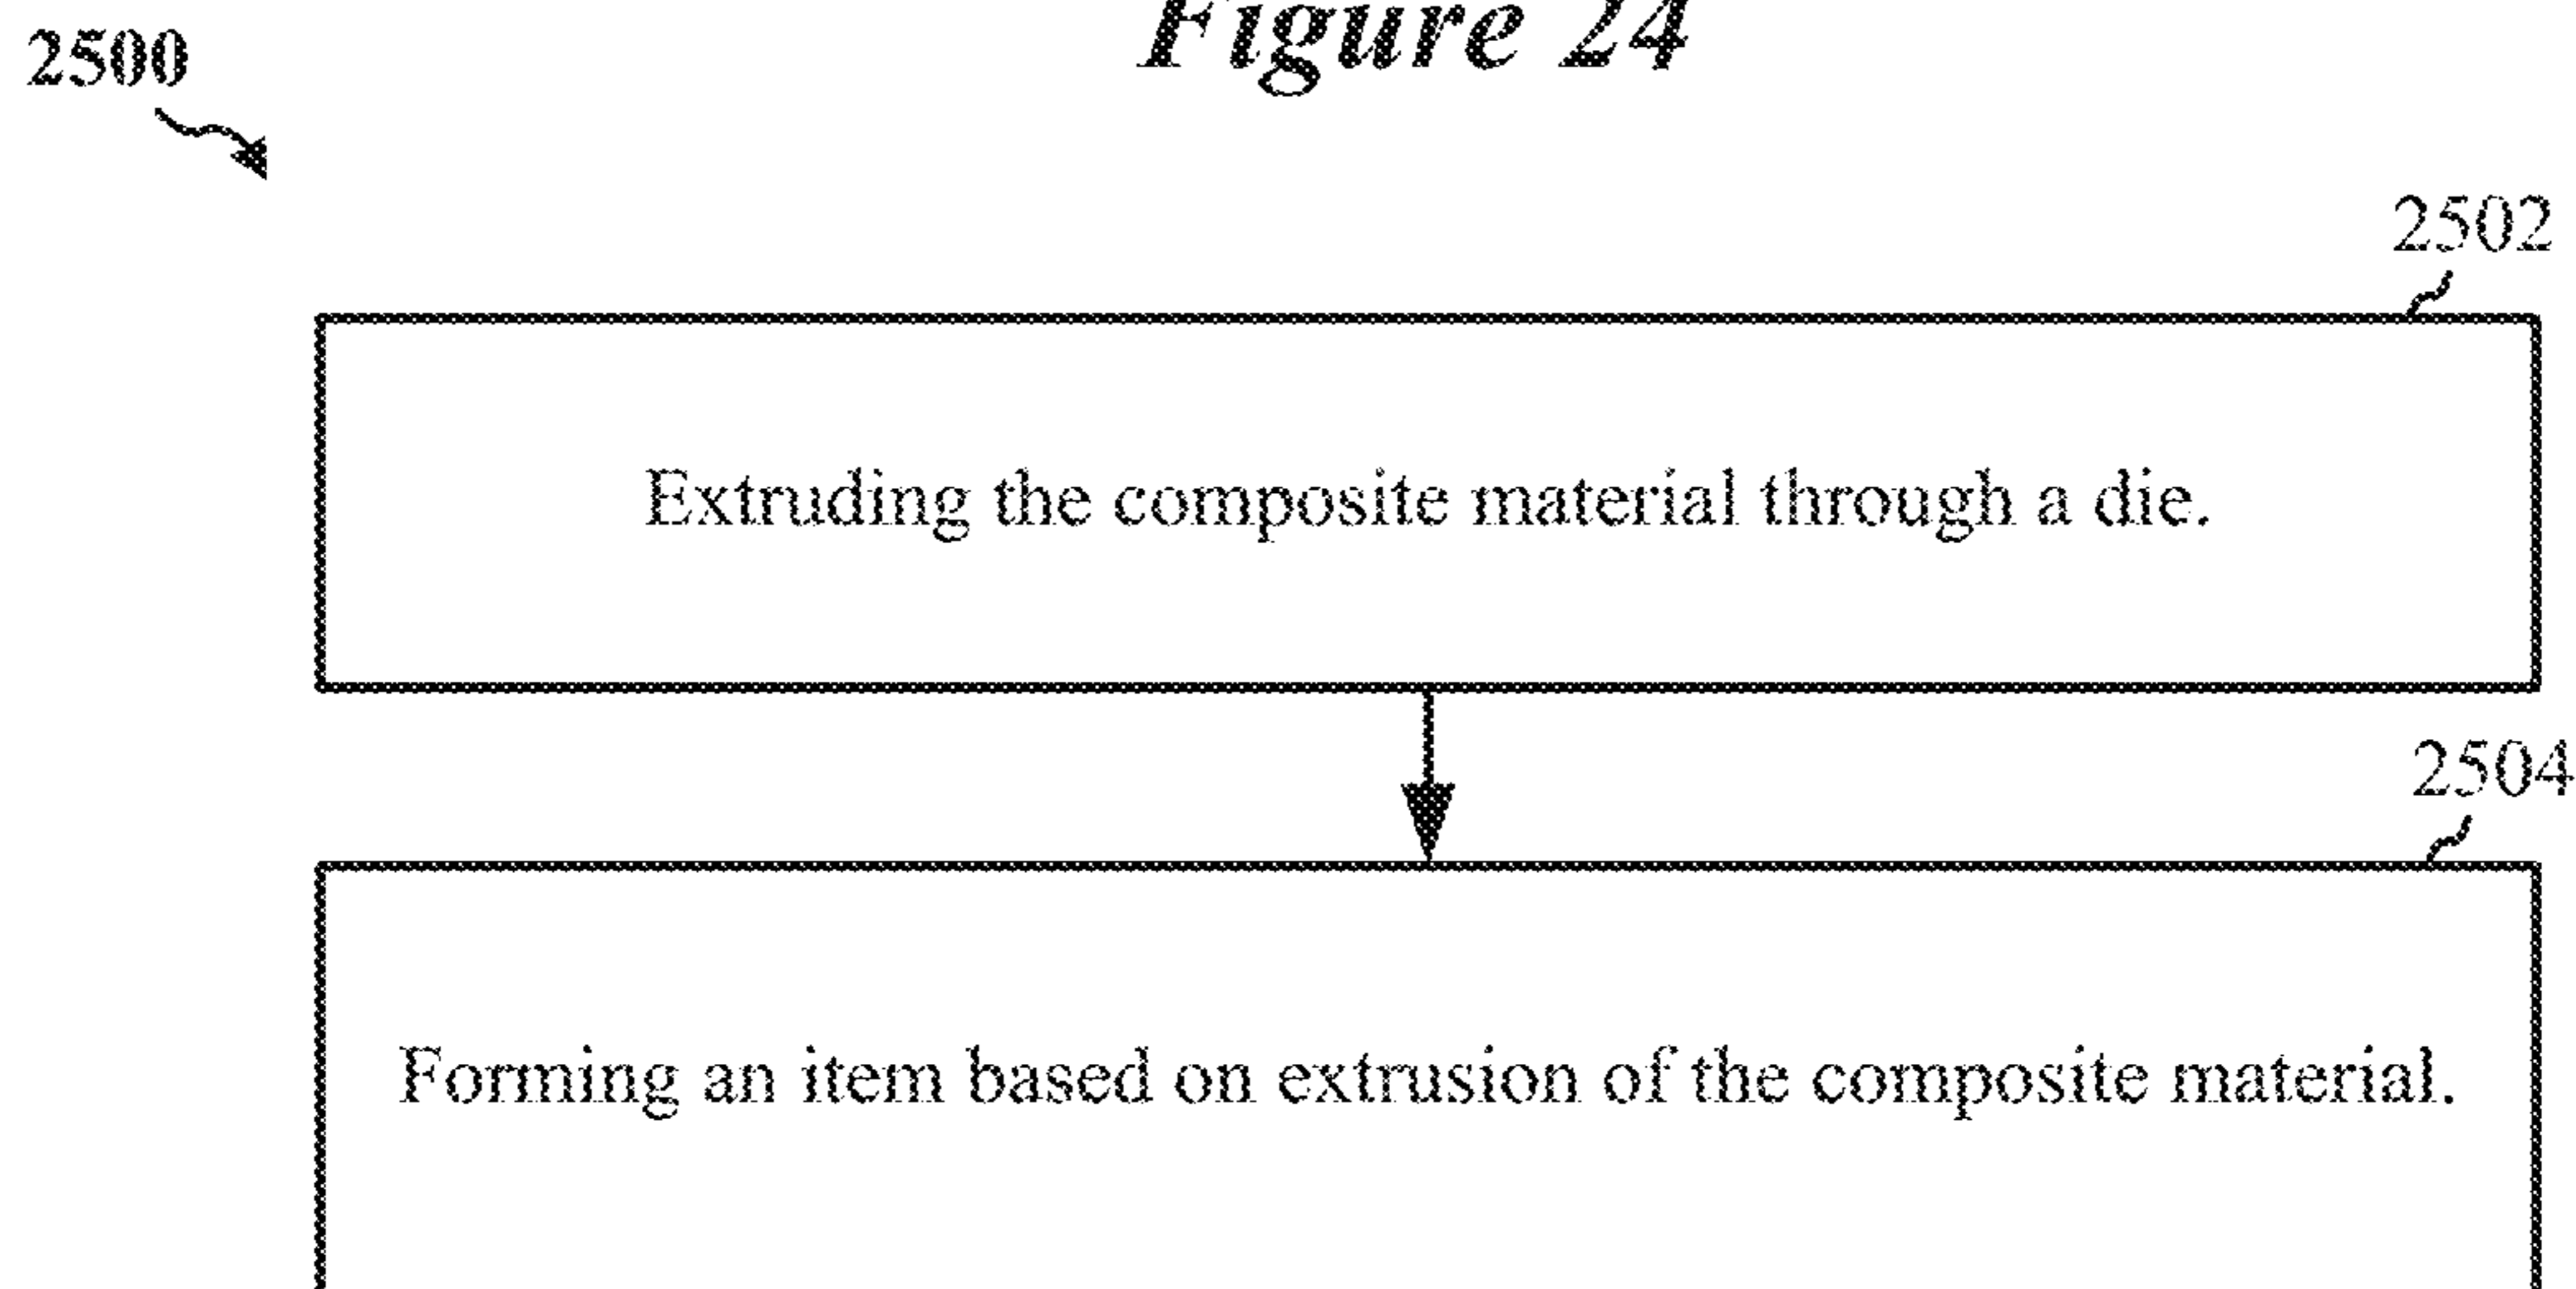 Figure 24
2500
2502
Extruding the composite material through a die.
2504
Forming an item based on extrusion of the composite material.